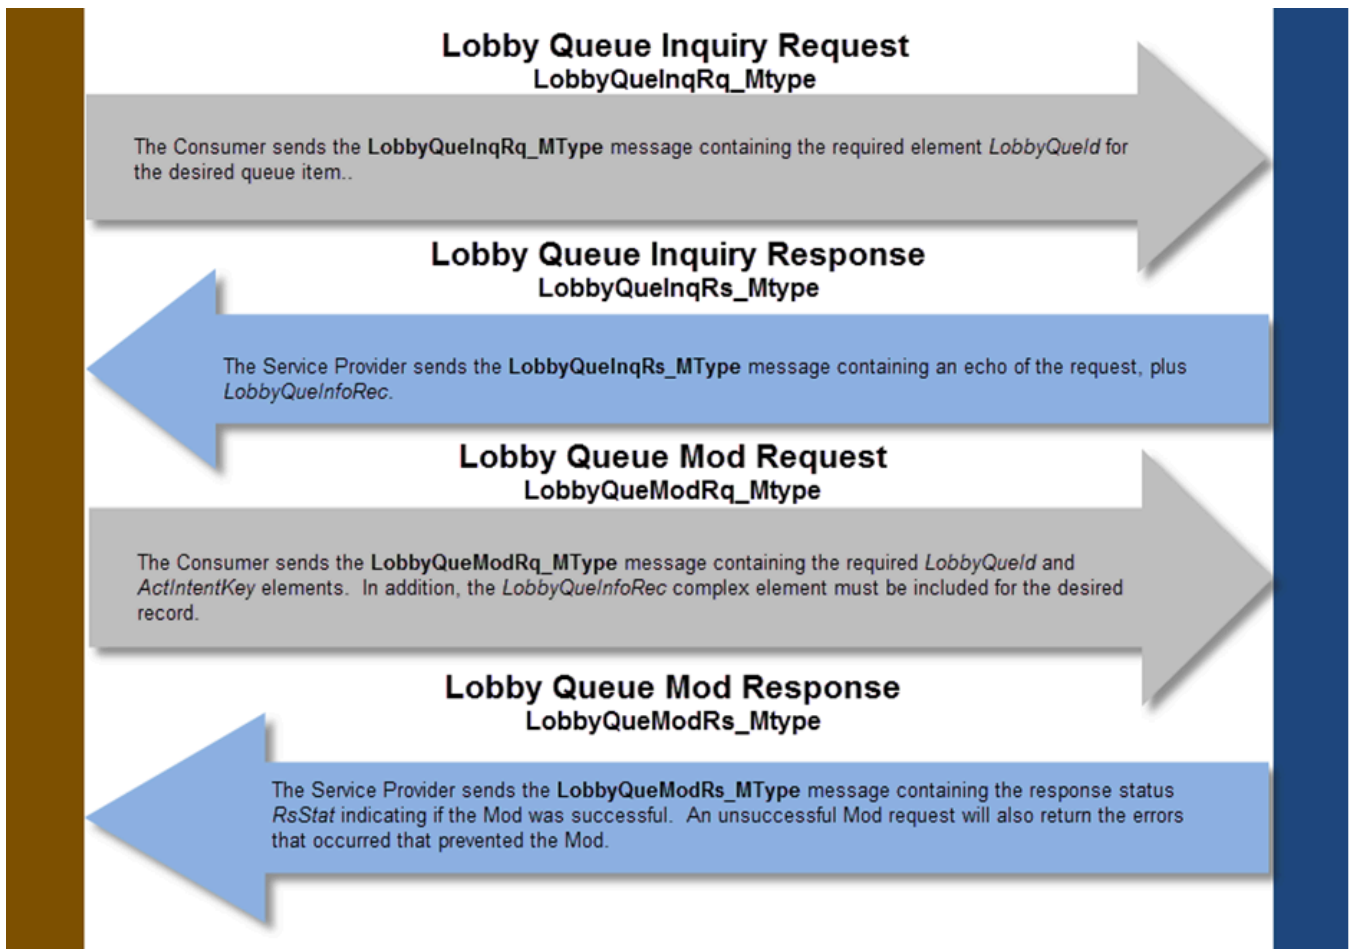 Lobby Queue Inquiry Request
LobbyQueInqRq_Mtype
The Consumer sends the LobbyQueInqRq_MType message containing the required element LobbyQueId for
the desired queue item..
Lobby Queue Inquiry Response
LobbyQueInqRs_Mtype
The Service Provider sends the LobbyQueInqRs_MType message containing an echo of the request, plus
LobbyQueInfoRec.
Lobby Queue Mod Request
LobbyQueModRq_Mtype
The Consumer sends the LobbyQueModRq_MType message containing the required LobbyQueId and
ActIntentKey elements.  In addition, the LobbyQueInfoRec complex element must be included for the desired
record.
Lobby Queue Mod Response
LobbyQueModRs_Mtype
The Service Provider sends the LobbyQueModRs_MType message containing the response status
RsStat indicating if the Mod was successful.  An unsuccessful Mod request will also return the errors
that occurred that prevented the Mod.